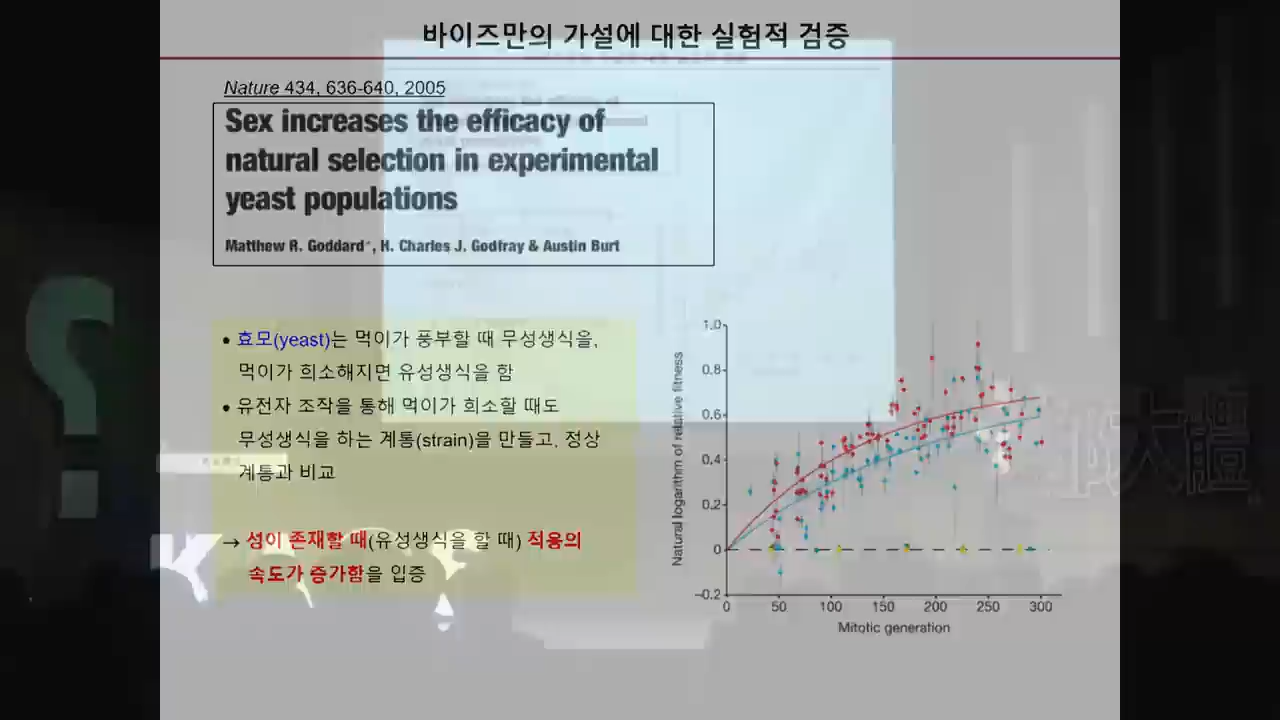 바이즈만의 가설에 대한 실험적 검증
Nature 434, 636-640, 2005
Sex increases the efficacy of
natural selection in experimental
yeast populations
Matthew R. Goddard*, H. Charles J. Godfray & Austin Burt
• 효모(yeast)는 먹이가 풍부할 때 무성생식을,
먹이가 희소해지면 유성생식을 함
• 유전자 조작을 통해 먹이가 희소할 때도
무성생식을 하는 계통(strain)을 만들고, 정상
계통과 비교
→ 성이 존재할 때(유성생식을 할 때) 적응의
속도가 증가함을 입증
Natural logarithm of relative fitness
1.0
0.8
0.6
0.4
0.2
0
–0.2
0 50 100 150 200 250 300
Mitotic generation
?
大體